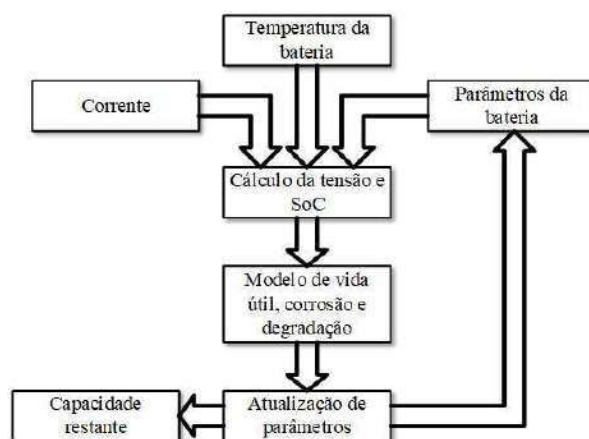 Temperatura da
bateria
Corrente
Parâmetros da
bateria
Cálculo da tensão e
SoC
Modelo de vida
útil, corrosão e
degradação
Capacidade
restante
Atualização de
parâmetros